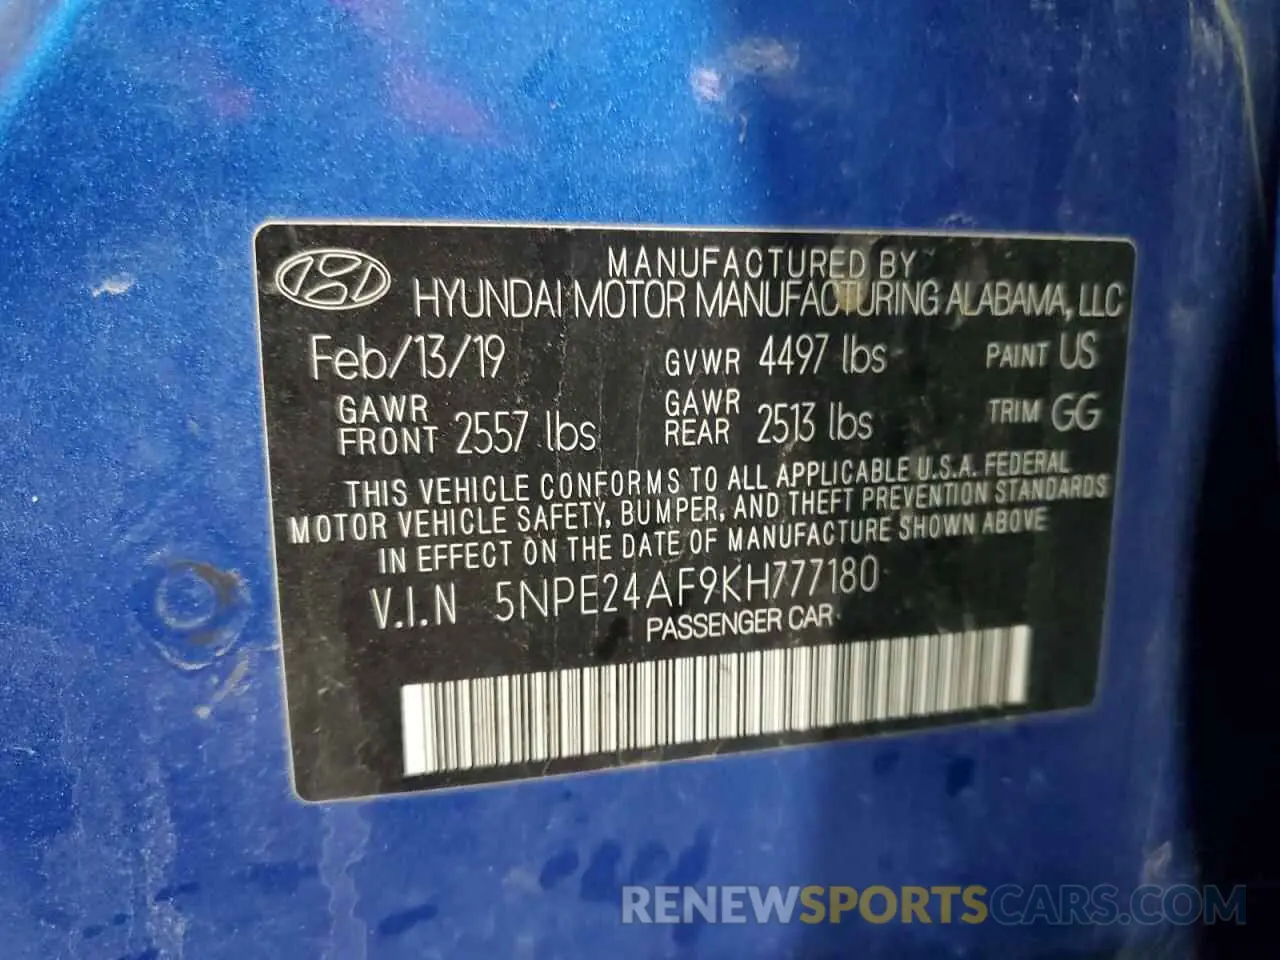 MANUFACTURED BY
HYUNDAI MOTOR MANUFACTURING ALABAMA, LLC
Feb/13/19 GVWR 4497 lbs PAINT US
GAWR FRONT 2557 lbs GAWR REAR 2513 lbs TRIM GG
THIS VEHICLE CONFORMS TO ALL APPLICABLE U.S.A. FEDERAL
MOTOR VEHICLE SAFETY, BUMPER, AND THEFT PREVENTION STANDARDS
IN EFFECT ON THE DATE OF MANUFACTURE SHOWN ABOVE
V.I.N 5NPE24AF9KH777180
PASSENGER CAR
RENEWSPORTSCARS.COM